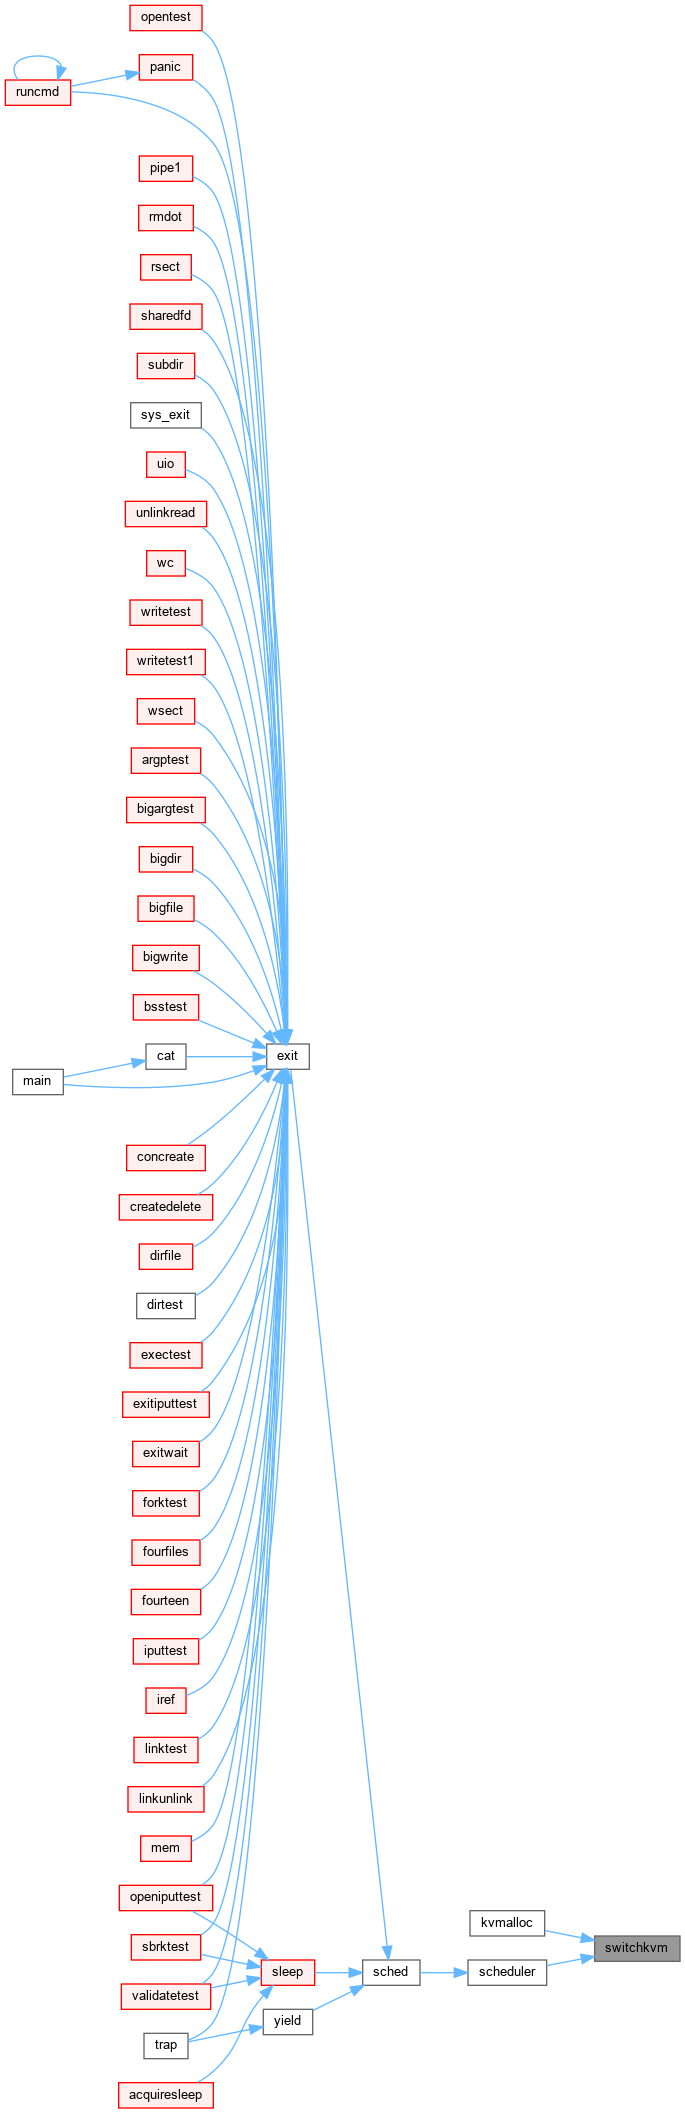 opentest
panic
runcmd
pipe1
rmdot
rsect
sharedfd
subdir
sys_exit
uio
unlinkread
wc
writetest
writetest1
wsect
argptest
bigargtest
bigdir
bigfile
bigwrite
bsstest
cat
exit
main
concreate
createdelete
dirfile
dirtest
exectest
exitiputtest
exitwait
forktest
fourfiles
fourteen
iputtest
iref
linktest
linkunlink
mem
openiputtest
kvmalloc
sbrktest
switchkvm
sleep
sched
scheduler
validatetest
yield
trap
acquiresleep